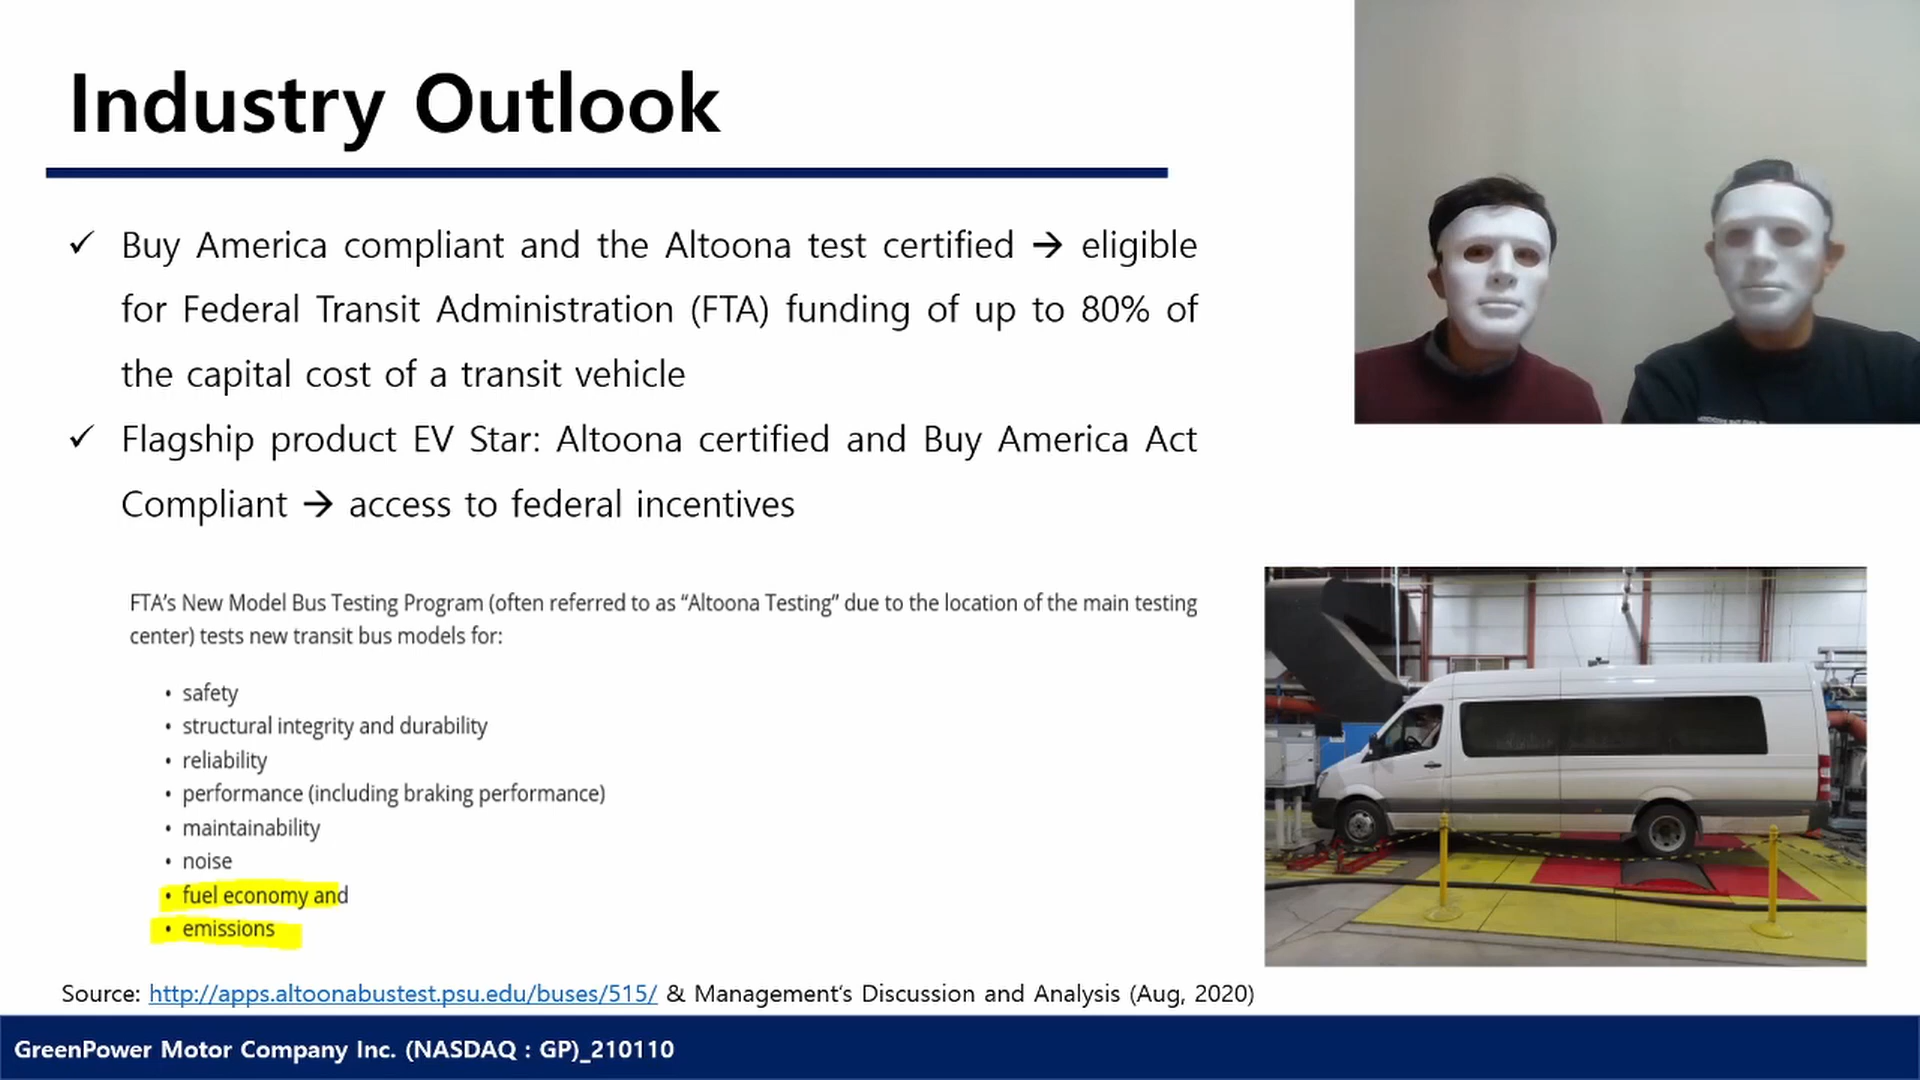 Industry Outlook
✓ Buy America compliant and the Altoona test certified → eligible
for Federal Transit Administration (FTA) funding of up to 80% of
the capital cost of a transit vehicle
✓ Flagship product EV Star: Altoona certified and Buy America Act
Compliant → access to federal incentives
FTA’s New Model Bus Testing Program (often referred to as “Altoona Testing” due to the location of the main testing
center) tests new transit bus models for:
• safety
• structural integrity and durability
• reliability
• performance (including braking performance)
• maintainability
• noise
• fuel economy and
• emissions
Source: http://apps.altoonabustest.psu.edu/buses/515/ & Management‘s Discussion and Analysis (Aug, 2020)
GreenPower Motor Company Inc. (NASDAQ : GP)_210110